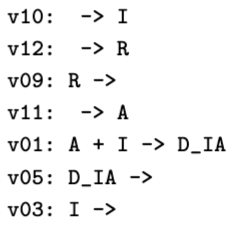 v10:  -> I
v12:  -> R
v09: R ->
v11:  -> A
v01: A + I -> D_IA
v05: D_IA ->
v03: I ->